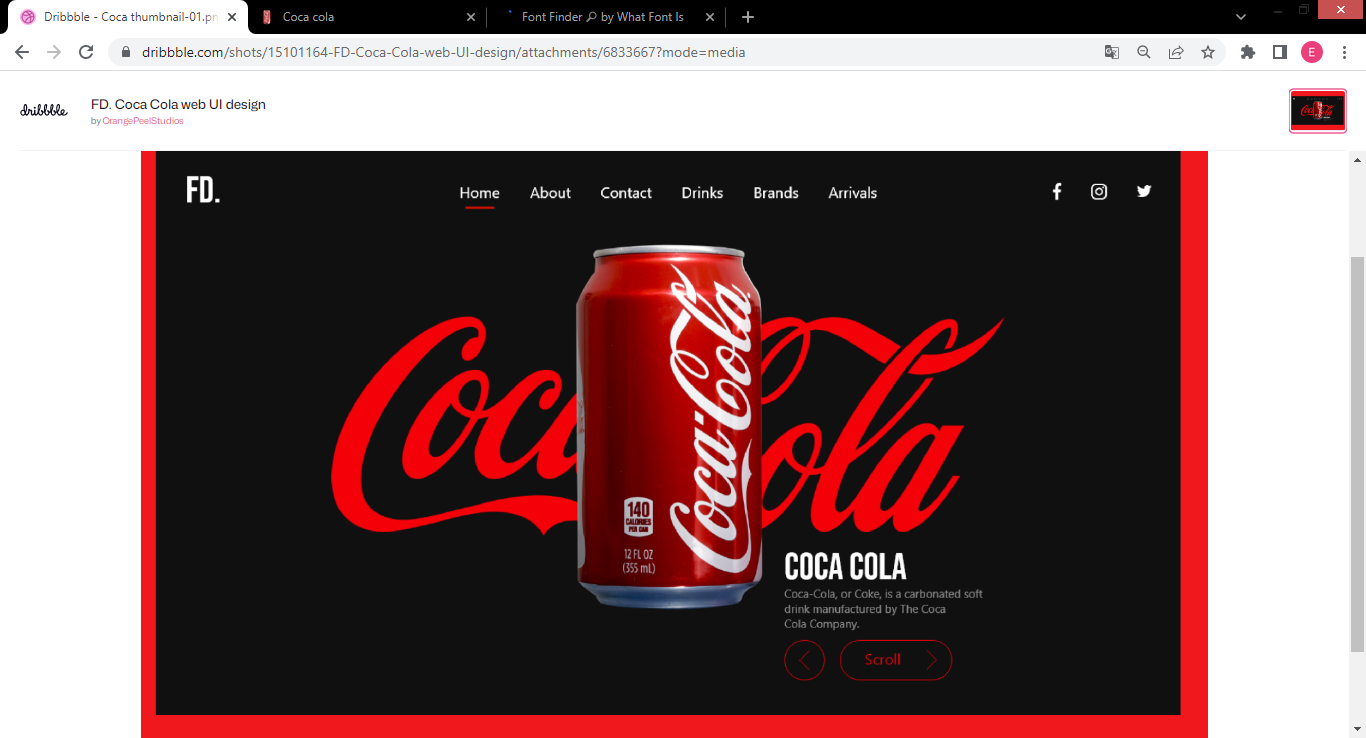 Dribbble - Coca thumbnail-01.pn
Coca cola
Font Finder 🔎 by What Font Is
dribbble.com/shots/15101164-FD-Coca-Cola-web-UI-design/attachments/6833667?mode=media
E
dribbble
FD. Coca Cola web UI design
by OrangePeelStudios
FD.
Home
About
Contact
Drinks
Brands
Arrivals
Coca-Cola
Coca-Cola
140
CALORIES
PER CAN
12 FL OZ
(355 mL)
COCA COLA
Coca-Cola, or Coke, is a carbonated soft
drink manufactured by The Coca
Cola Company.
Scroll